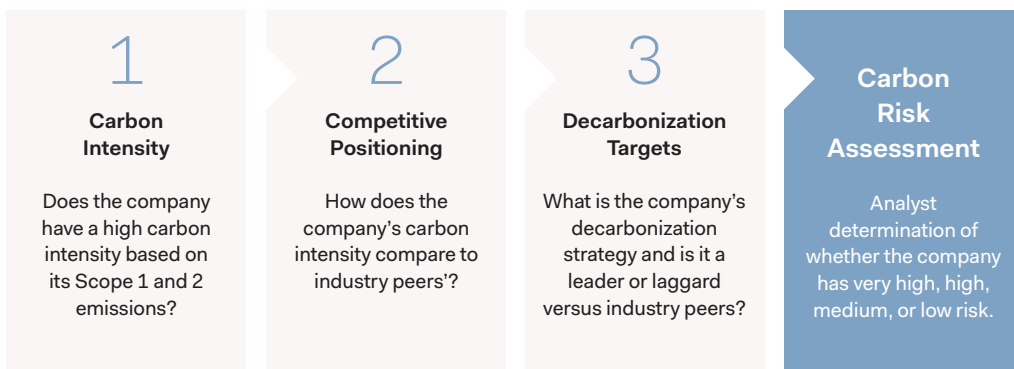 1
Carbon
Intensity
Does the company
have a high carbon
intensity based on
its Scope 1 and 2
emissions?
2
Competitive
Positioning
How does the
company’s carbon
intensity compare to
industry peers’?
3
Decarbonization
Targets
What is the company’s
decarbonization
strategy and is it a
leader or laggard
versus industry peers?
Carbon
Risk
Assessment
Analyst
determination of
whether the company
has very high, high,
medium, or low risk.